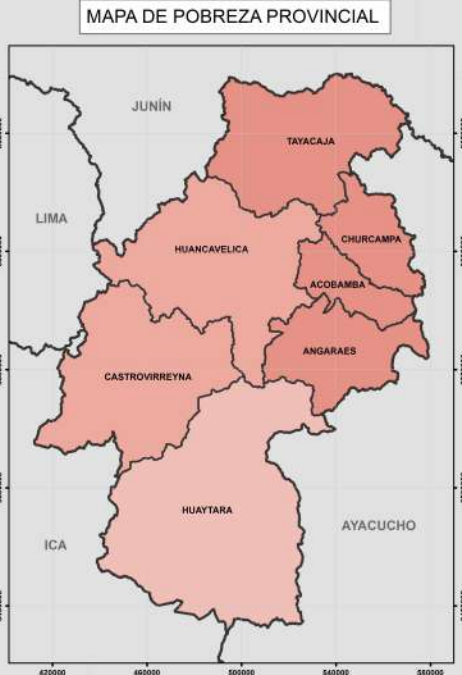 MAPA DE POBREZA PROVINCIAL
JUNÍN
TAYACAJA
LIMA
CHURCAMPA
HUANCAVELICA
ACOBAMBA
ANGARAES
CASTROVIRREYNA
HUAYTARA
AYACUCHO
ICA
420000 460000 500000 540000 580000